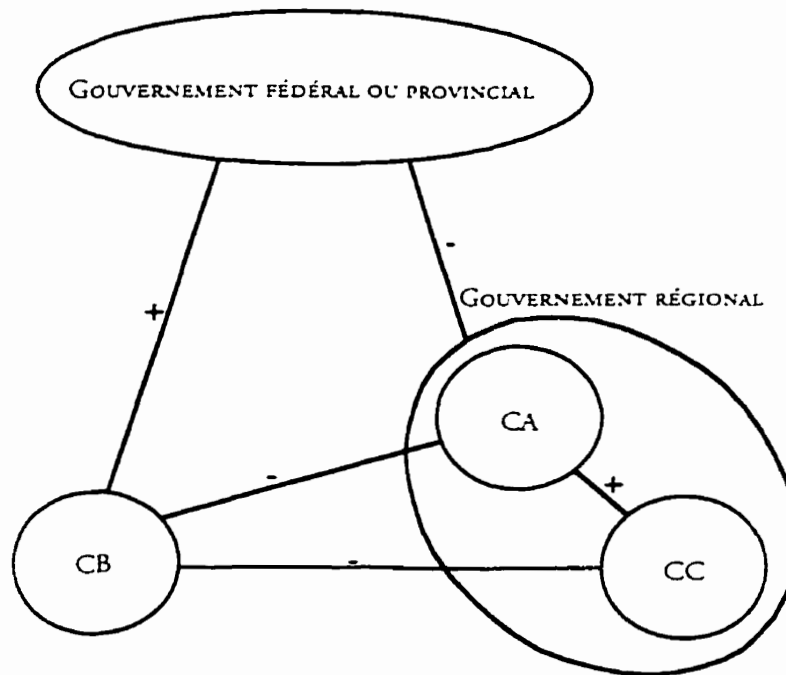 GOUVERNEMENT FÉDÉRAL OU PROVINCIAL
-
GOUVERNEMENT RÉGIONAL
+
CA
-
+
CB
-
CC